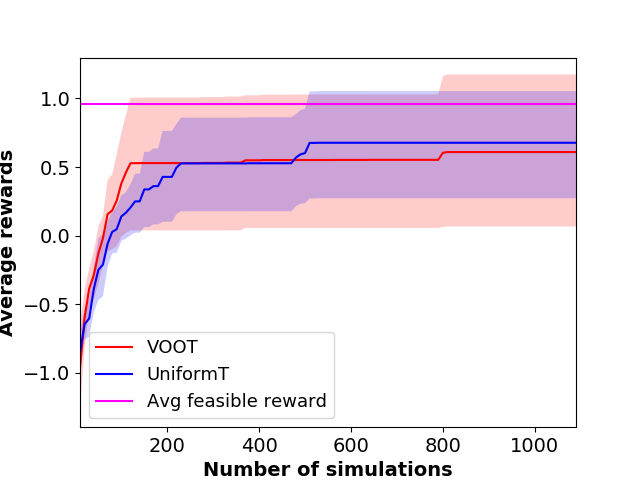 Average rewards
1.0
0.5
0.0
−0.5
−1.0
VOOT
UniformT
Avg feasible reward
200 400 600 800 1000
Number of simulations